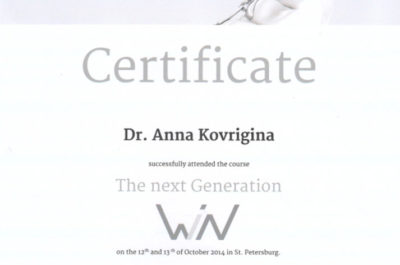 Certificate
Dr. Anna Kovrigina
successfully attended the course
The next Generation
WIN
on the 12th and 13th of October 2014 in St. Petersburg.